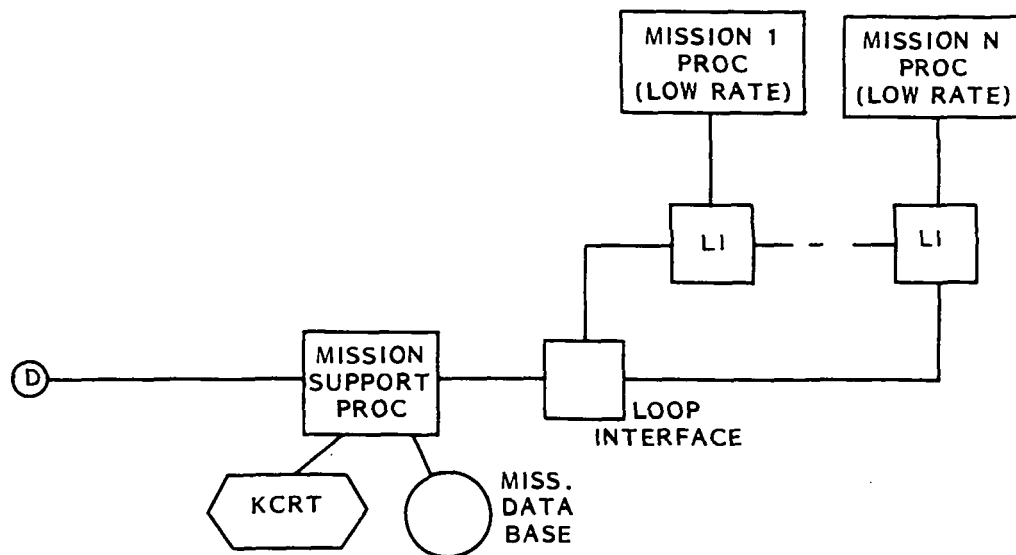 MISSION 1
PROC
(LOW RATE)
MISSION N
PROC
(LOW RATE)
LI
LI
D
MISSION
SUPPORT
PROC
LOOP
INTERFACE
KCRT
MISS.
DATA
BASE